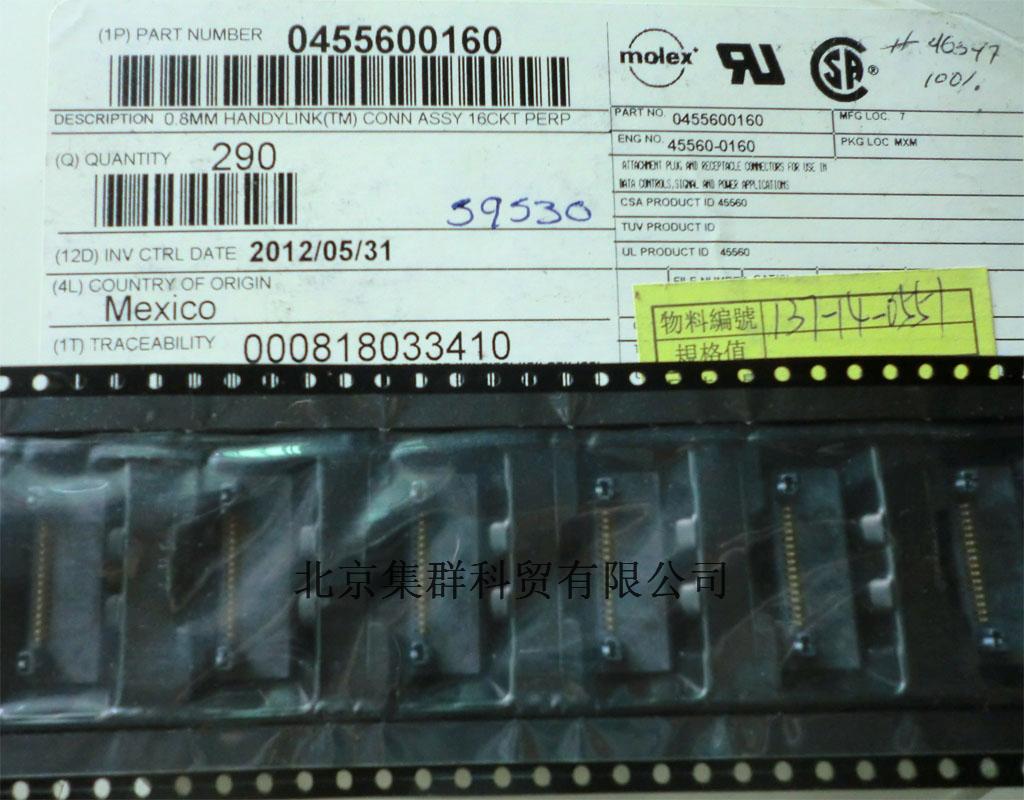 (1P) PART NUMBER 0455600160
DESCRIPTION 0.8MM HANDYLINK(TM) CONN ASSY 16CKT PERP
(Q) QUANTITY 290
59530
(12D) INV CTRL DATE 2012/05/31
(4L) COUNTRY OF ORIGIN
Mexico
(1T) TRACEABILITY 000818033410
molex
# 46347
100%
PART NO. 0455600160
MFG LOC. 7
ENG NO. 45560-0160
PKG LOC MXM
ATTACHMENT PLUG AND RECEPTACLE CONNECTORS FOR USE IN
DATA CONTROLS, SIGNAL AND POWER APPLICATIONS
CSA PRODUCT ID 45560
TUV PRODUCT ID
UL PRODUCT ID 45560
物料編號 137-14-0551
規格值
北京集群科贸有限公司